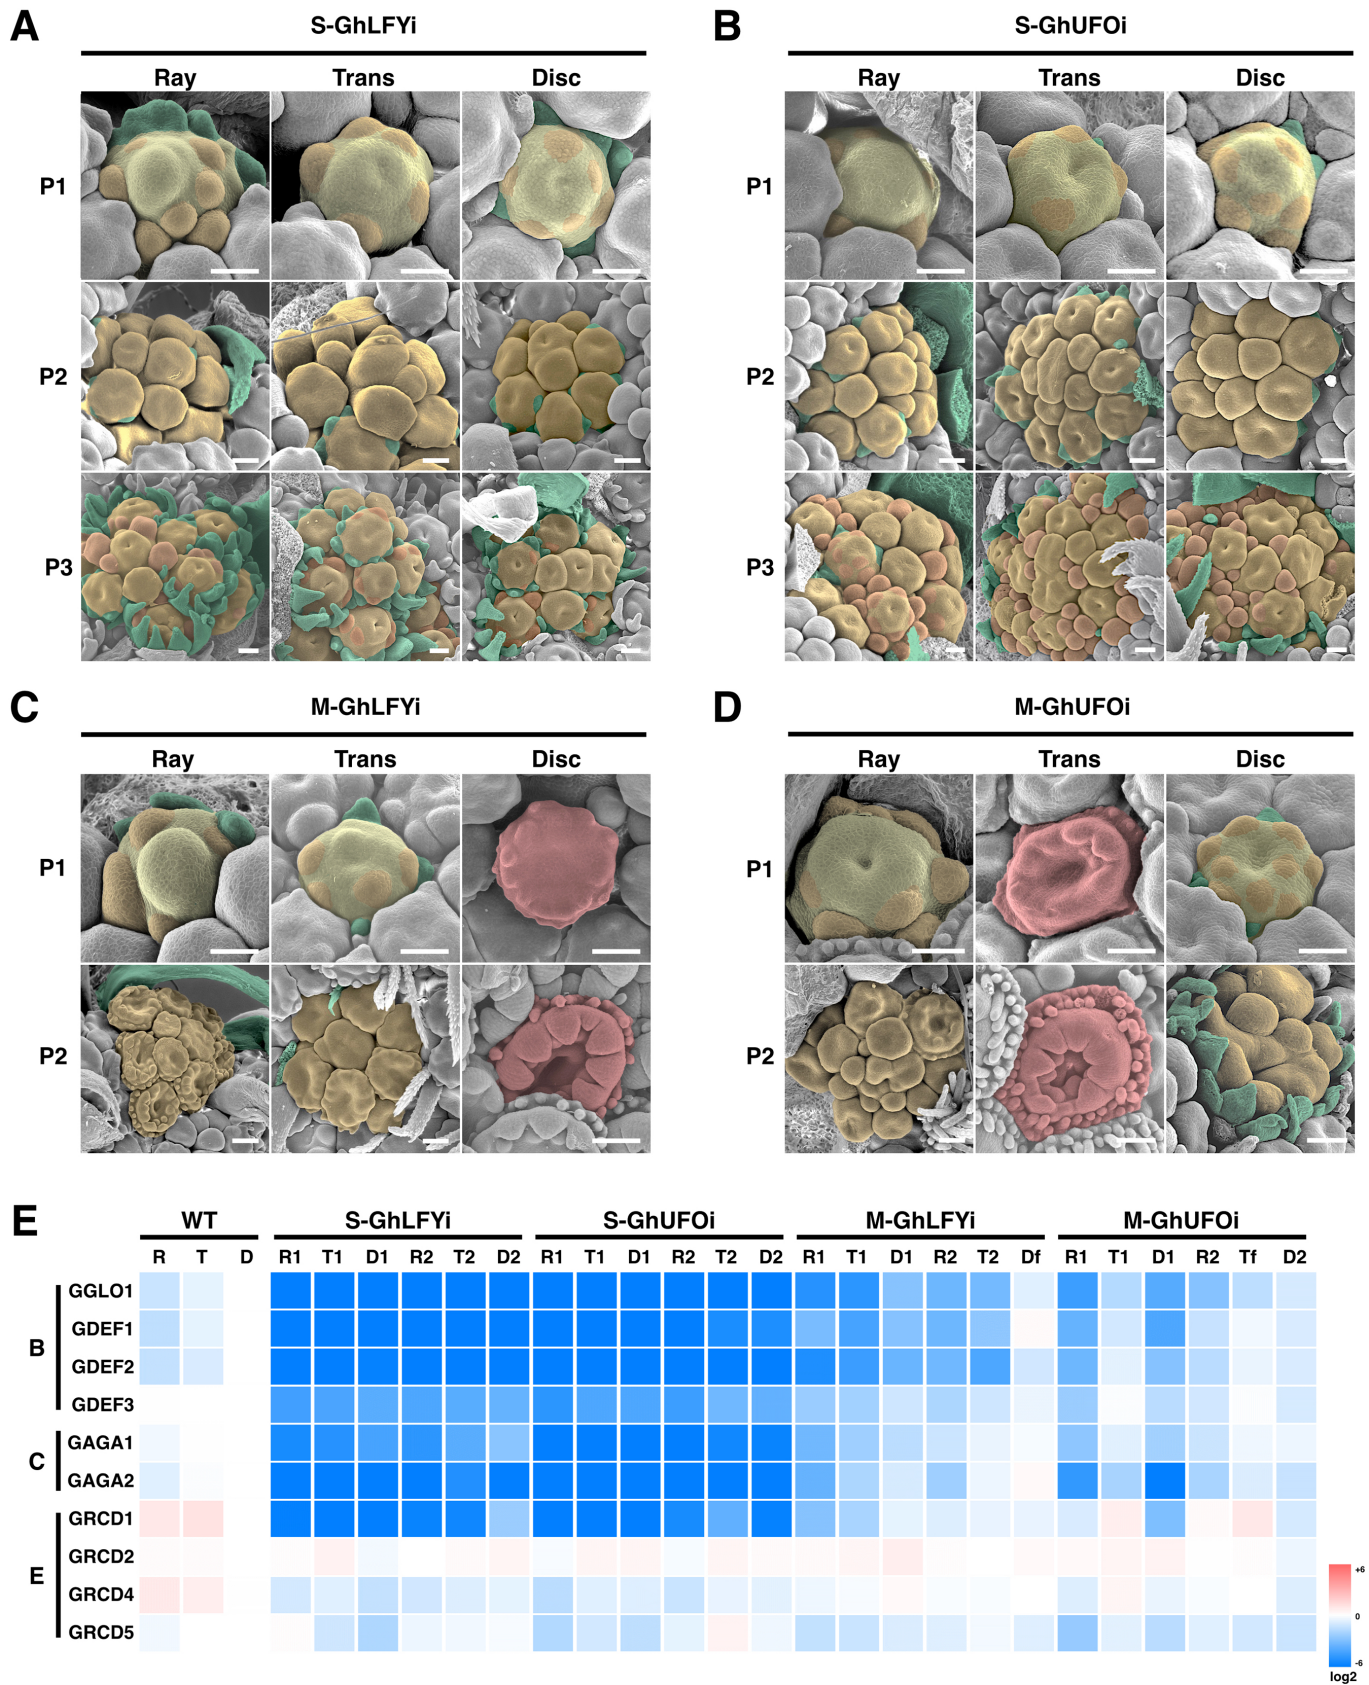 A
S-GhLFYi
Ray Trans Disc
P1
P2
P3
B
S-GhUFOi
Ray Trans Disc
P1
P2
P3
C
M-GhLFYi
Ray Trans Disc
P1
P2
D
M-GhUFOi
Ray Trans Disc
P1
P2
E
WT S-GhLFYi S-GhUFOi M-GhLFYi M-GhUFOi
R T D R1 T1 D1 R2 T2 D2 R1 T1 D1 R2 T2 D2 R1 T1 D1 R2 T2 Df R1 T1 D1 R2 Tf D2
B
GGLO1
GDEF1
GDEF2
GDEF3
C
GAGA1
GAGA2
E
GRCD1
GRCD2
GRCD4
GRCD5
+6
0
-6
log2